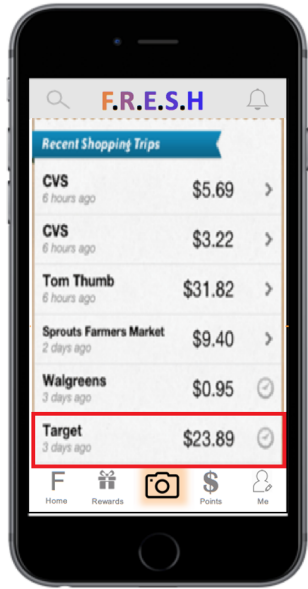 F.R.E.S.H
Recent Shopping Trips
CVS
6 hours ago
$5.69
CVS
6 hours ago
$3.22
Tom Thumb
6 hours ago
$31.82
Sprouts Farmers Market
2 days ago
$9.40
Walgreens
3 days ago
$0.95
Target
3 days ago
$23.89
F
$
Home
Rewards
Points
Me